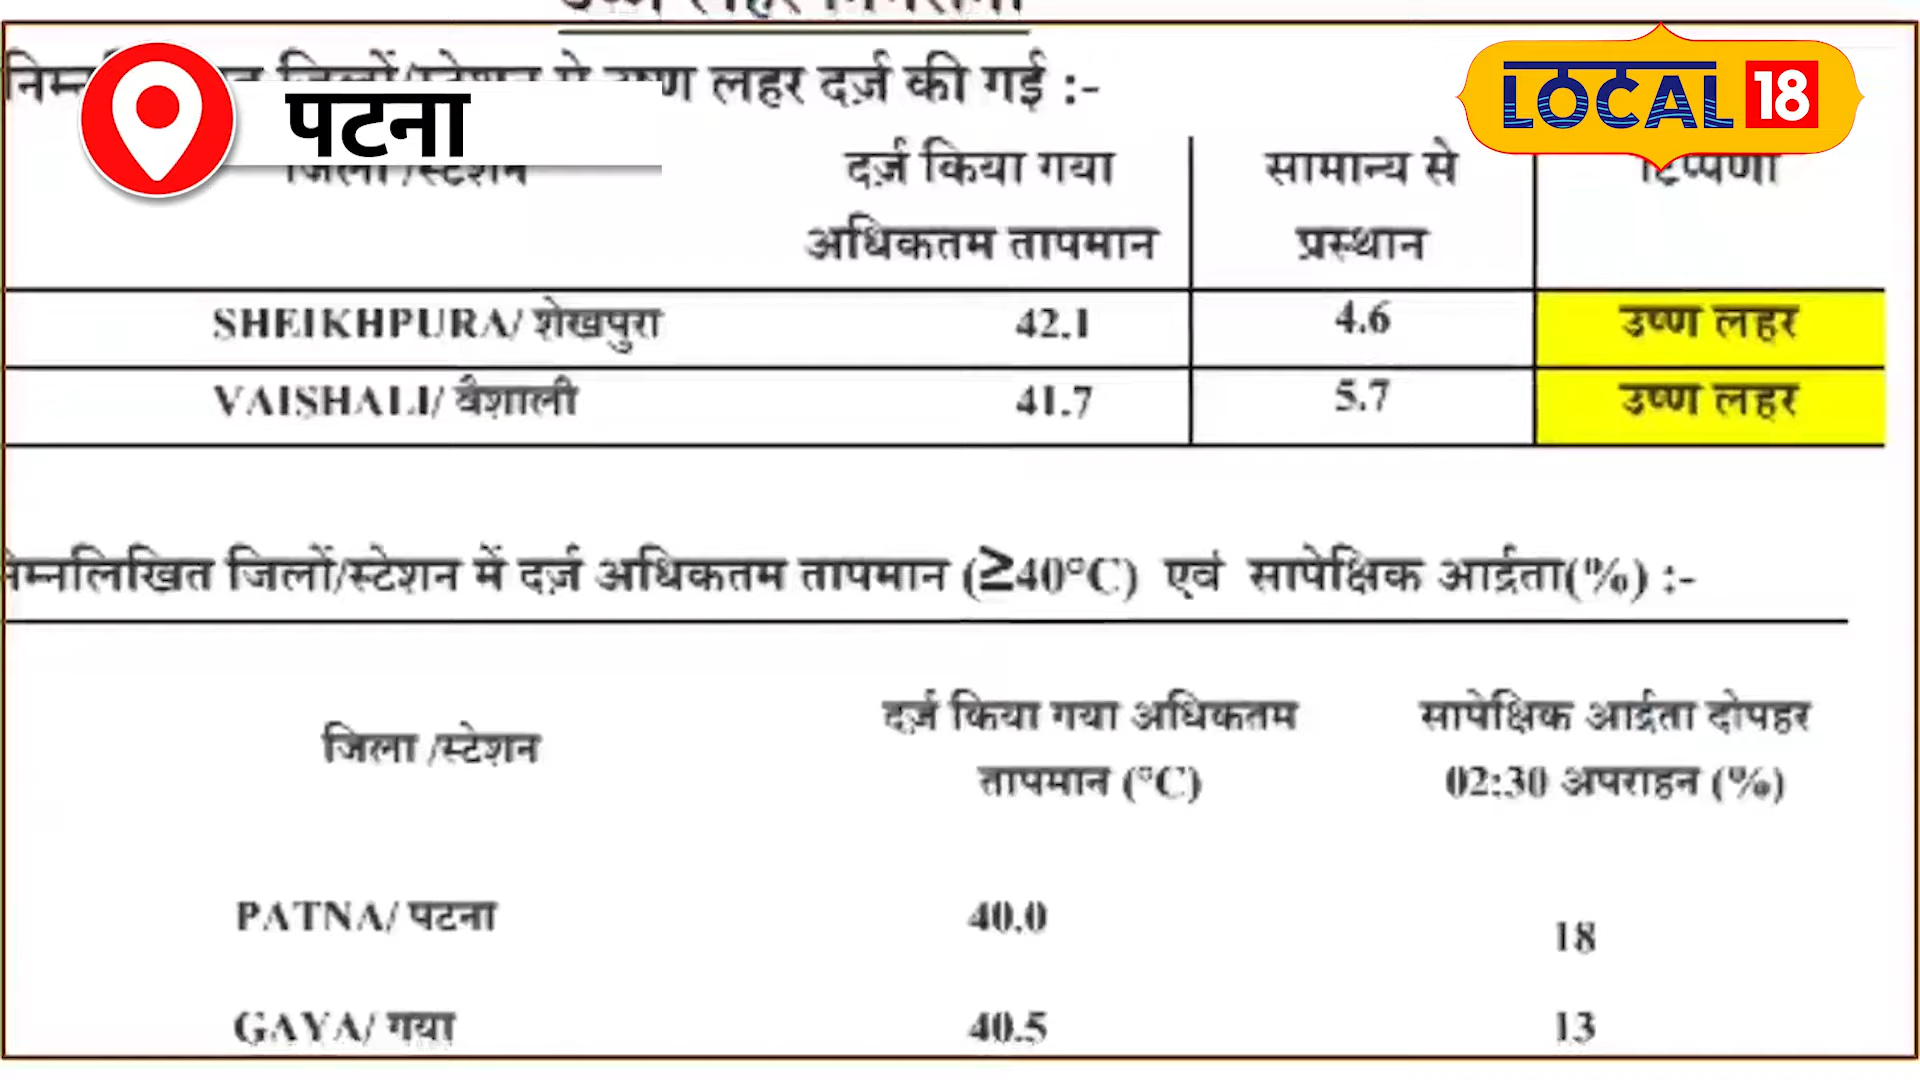 लहर दर्ज़ की गई :-
पटना
LOCAL 18
जिला /स्टेशन
दर्ज़ किया गया
अधिकतम तापमान
सामान्य से
प्रस्थान
टिप्पणी
SHEIKHPURA/ शेखपुरा 42.1 4.6 उष्ण लहर
VAISHALI/ वैशाली 41.7 5.7 उष्ण लहर
निम्नलिखित जिलों/स्टेशन में दर्ज़ अधिकतम तापमान (≥40°C) एवं सापेक्षिक आर्द्रता(%) :-
जिला /स्टेशन
दर्ज़ किया गया अधिकतम
तापमान (°C)
सापेक्षिक आर्द्रता दोपहर
02:30 अपराहन (%)
PATNA/ पटना 40.0 18
GAYA/ गया 40.5 13